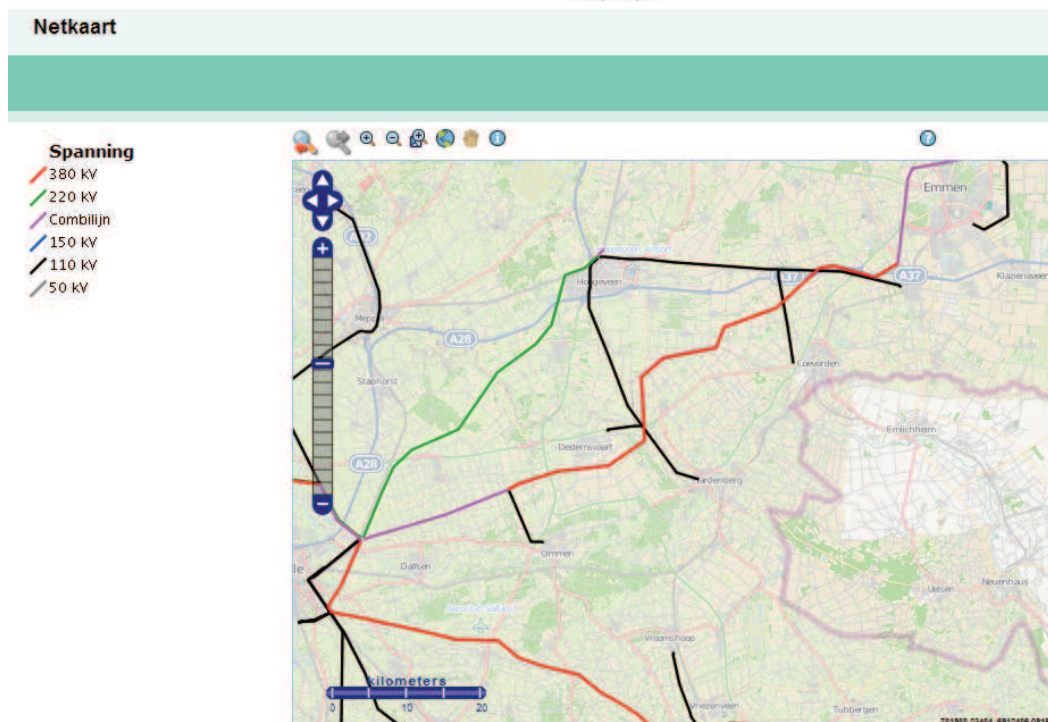 Netkaart
Spanning
380 kV
220 kV
Combilijn
150 kV
110 kV
50 kV
Emmen
A37
A37
Klazienaveen
Hoogeveen
Meppel
A28
Staphorst
Coevorden
Emlichheim
Dedemsvaart
A28
Hardenberg
Ommen
Dalfsen
Neuenhaus
Uelsen
Vroomshoop
kilometers
0 10 20
Vriezenveen
Tubbergen